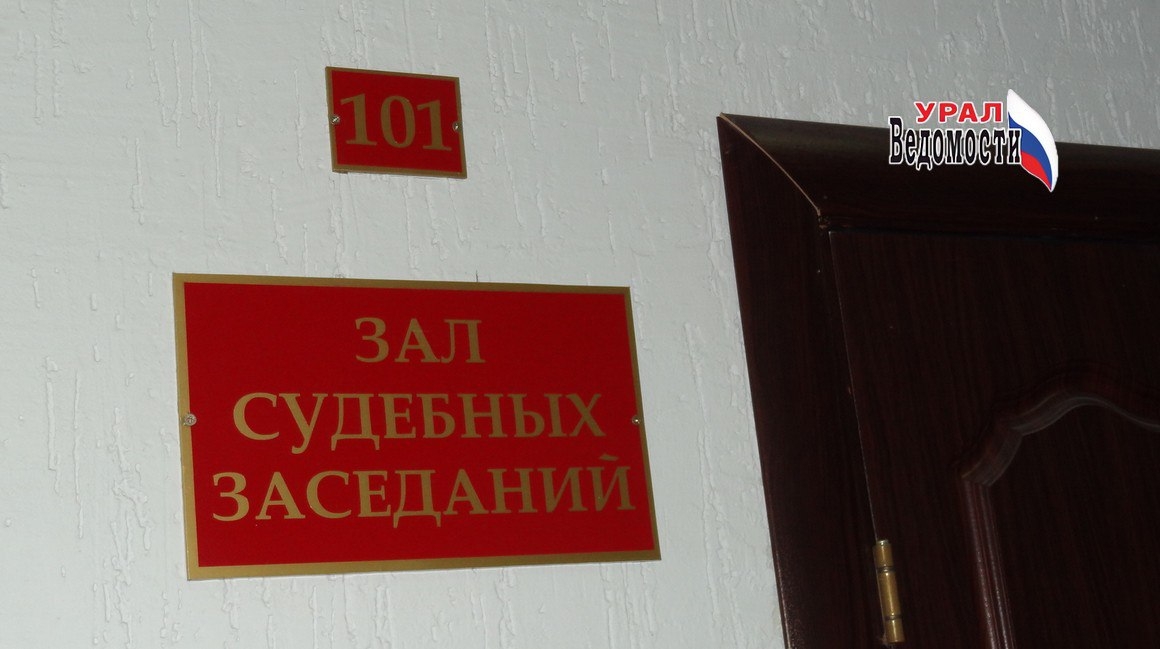 101
УРАЛ
Ведомости
ЗАЛ
СУДЕБНЫХ
ЗАСЕДАНИЙ